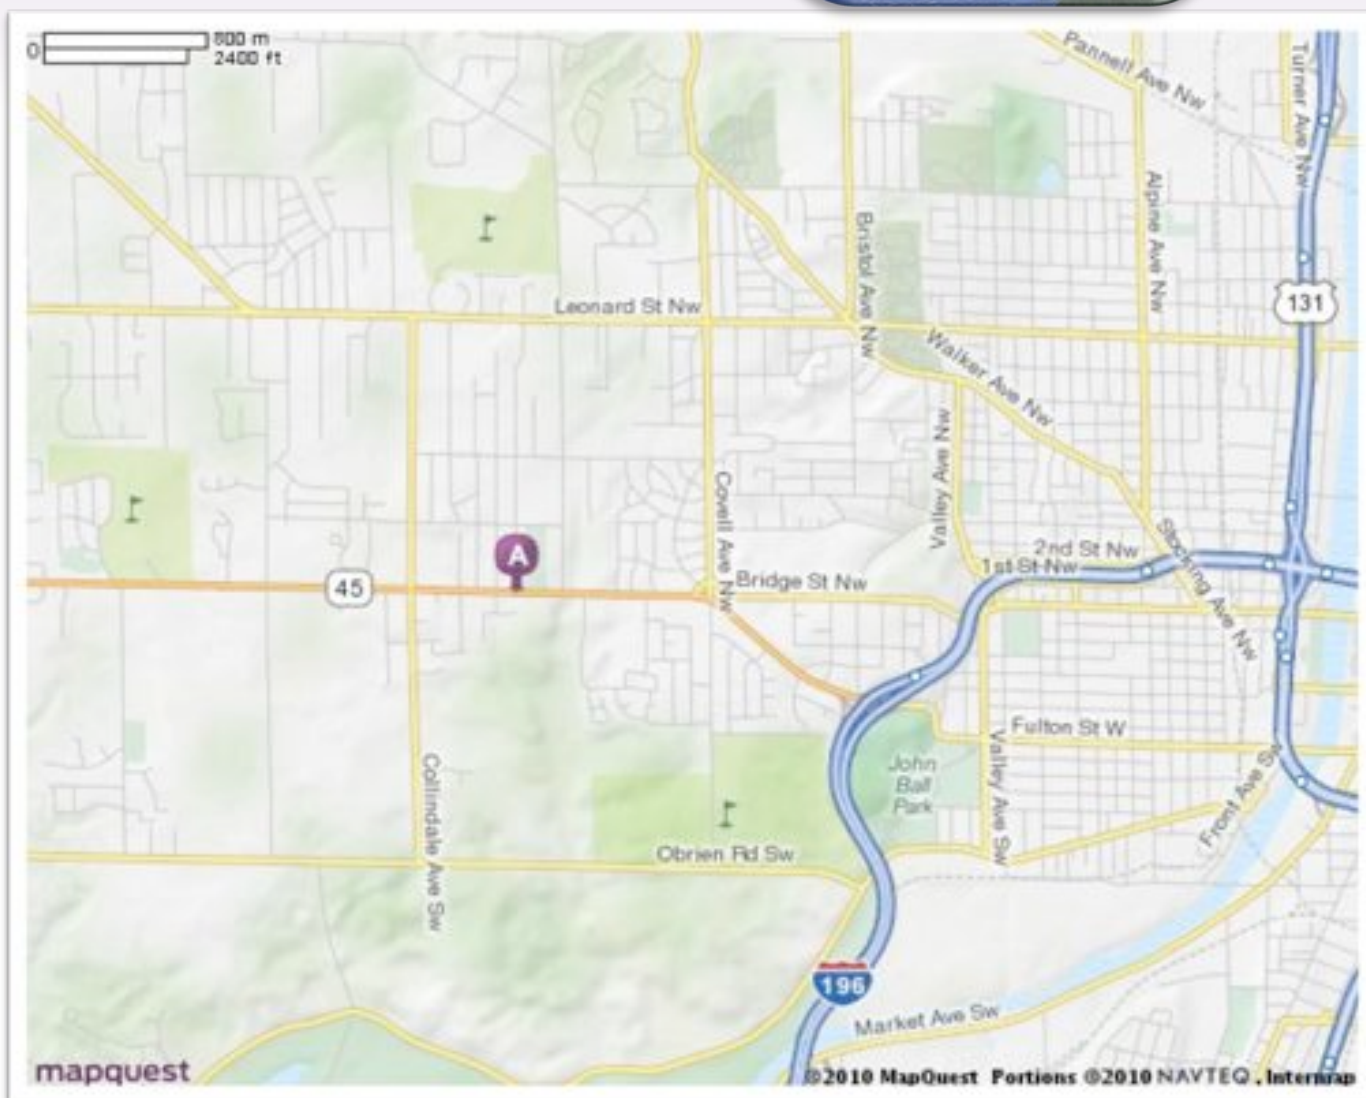 0
800 m
2400 ft
Pannell Ave Nw
Turner Ave Nw
Alpine Ave Nw
Bristol Ave Nw
131
Leonard St Nw
Walker Ave Nw
Valley Ave Nw
Covell Ave Nw
Stocking Ave Nw
2nd St Nw
1st St Nw
A
45
Bridge St Nw
Fulton St W
Valley Ave Sw
John
Ball
Park
Collindale Ave Sw
Front Ave Sw
Obrien Rd Sw
196
Market Ave Sw
mapquest
©2010 MapQuest Portions ©2010 NAVTEQ, Intermap